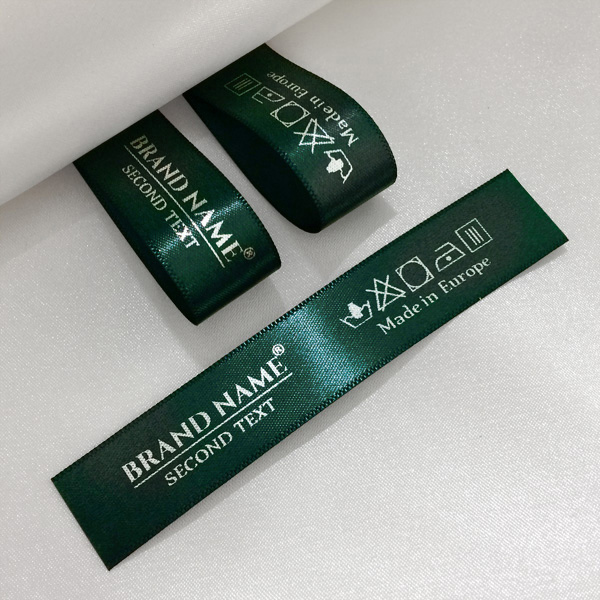 BRAND NAME®
SECOND TEXT
Made in Europe
BRAND NAME®
SECOND TEXT
Made in Europe